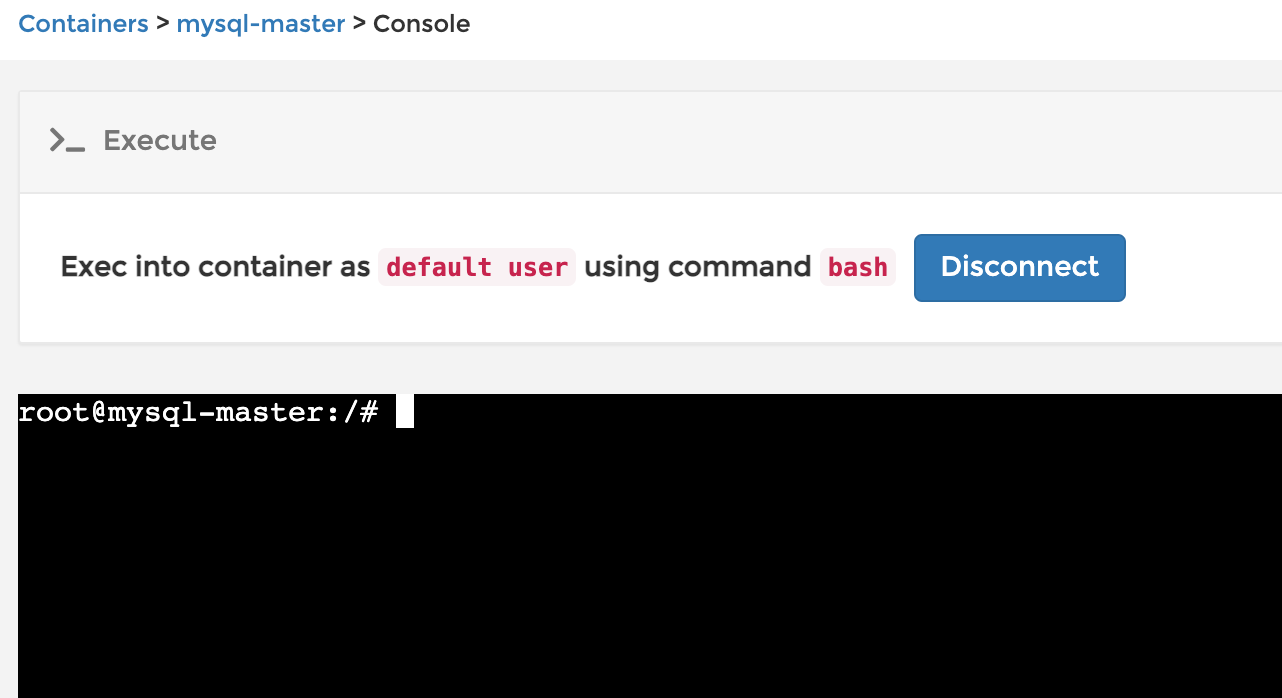 Containers > mysql-master > Console
>_ Execute
Exec into container as default user using command bash Disconnect
root@mysql-master:/#